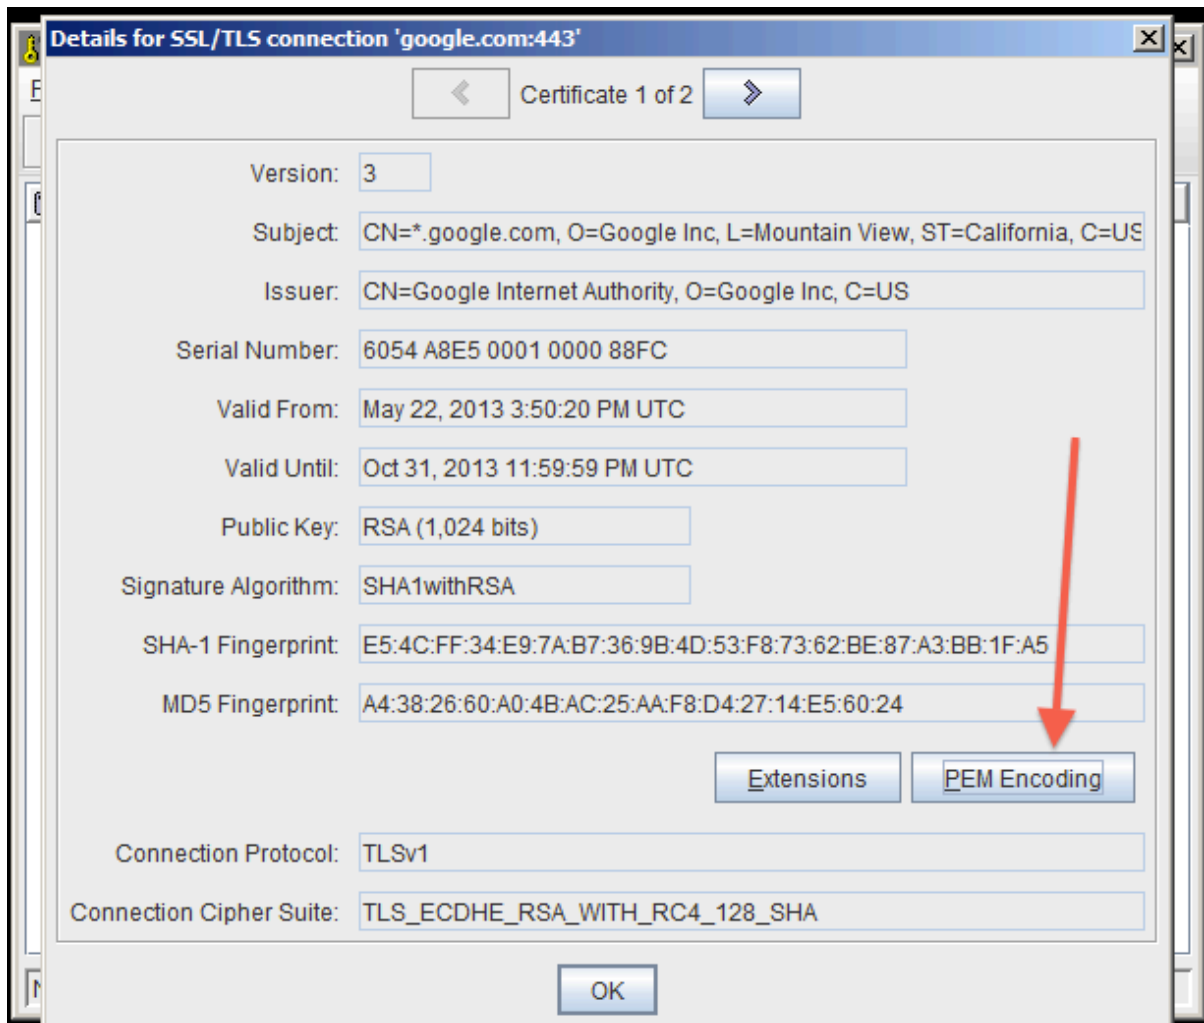 Details for SSL/TLS connection 'google.com:443'
Certificate 1 of 2
Version: 3
Subject: CN=*.google.com, O=Google Inc, L=Mountain View, ST=California, C=US
Issuer: CN=Google Internet Authority, O=Google Inc, C=US
Serial Number: 6054 A8E5 0001 0000 88FC
Valid From: May 22, 2013 3:50:20 PM UTC
Valid Until: Oct 31, 2013 11:59:59 PM UTC
Public Key: RSA (1,024 bits)
Signature Algorithm: SHA1withRSA
SHA-1 Fingerprint: E5:4C:FF:34:E9:7A:B7:36:9B:4D:53:F8:73:62:BE:87:A3:BB:1F:A5
MD5 Fingerprint: A4:38:26:60:A0:4B:AC:25:AA:F8:D4:27:14:E5:60:24
Extensions PEM Encoding
Connection Protocol: TLSv1
Connection Cipher Suite: TLS_ECDHE_RSA_WITH_RC4_128_SHA
OK